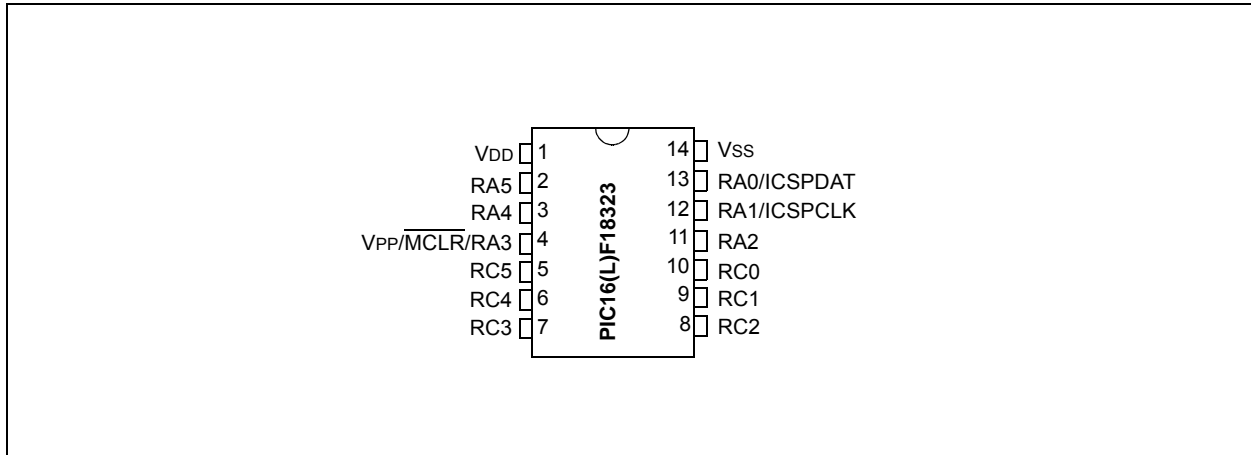 VDD 1 14 VSS
RA5 2 13 RA0/ICSPDAT
RA4 3 12 RA1/ICSPCLK
VPP/MCLR/RA3 4 11 RA2
RC5 5 10 RC0
RC4 6 9 RC1
RC3 7 8 RC2
PIC16(L)F18323